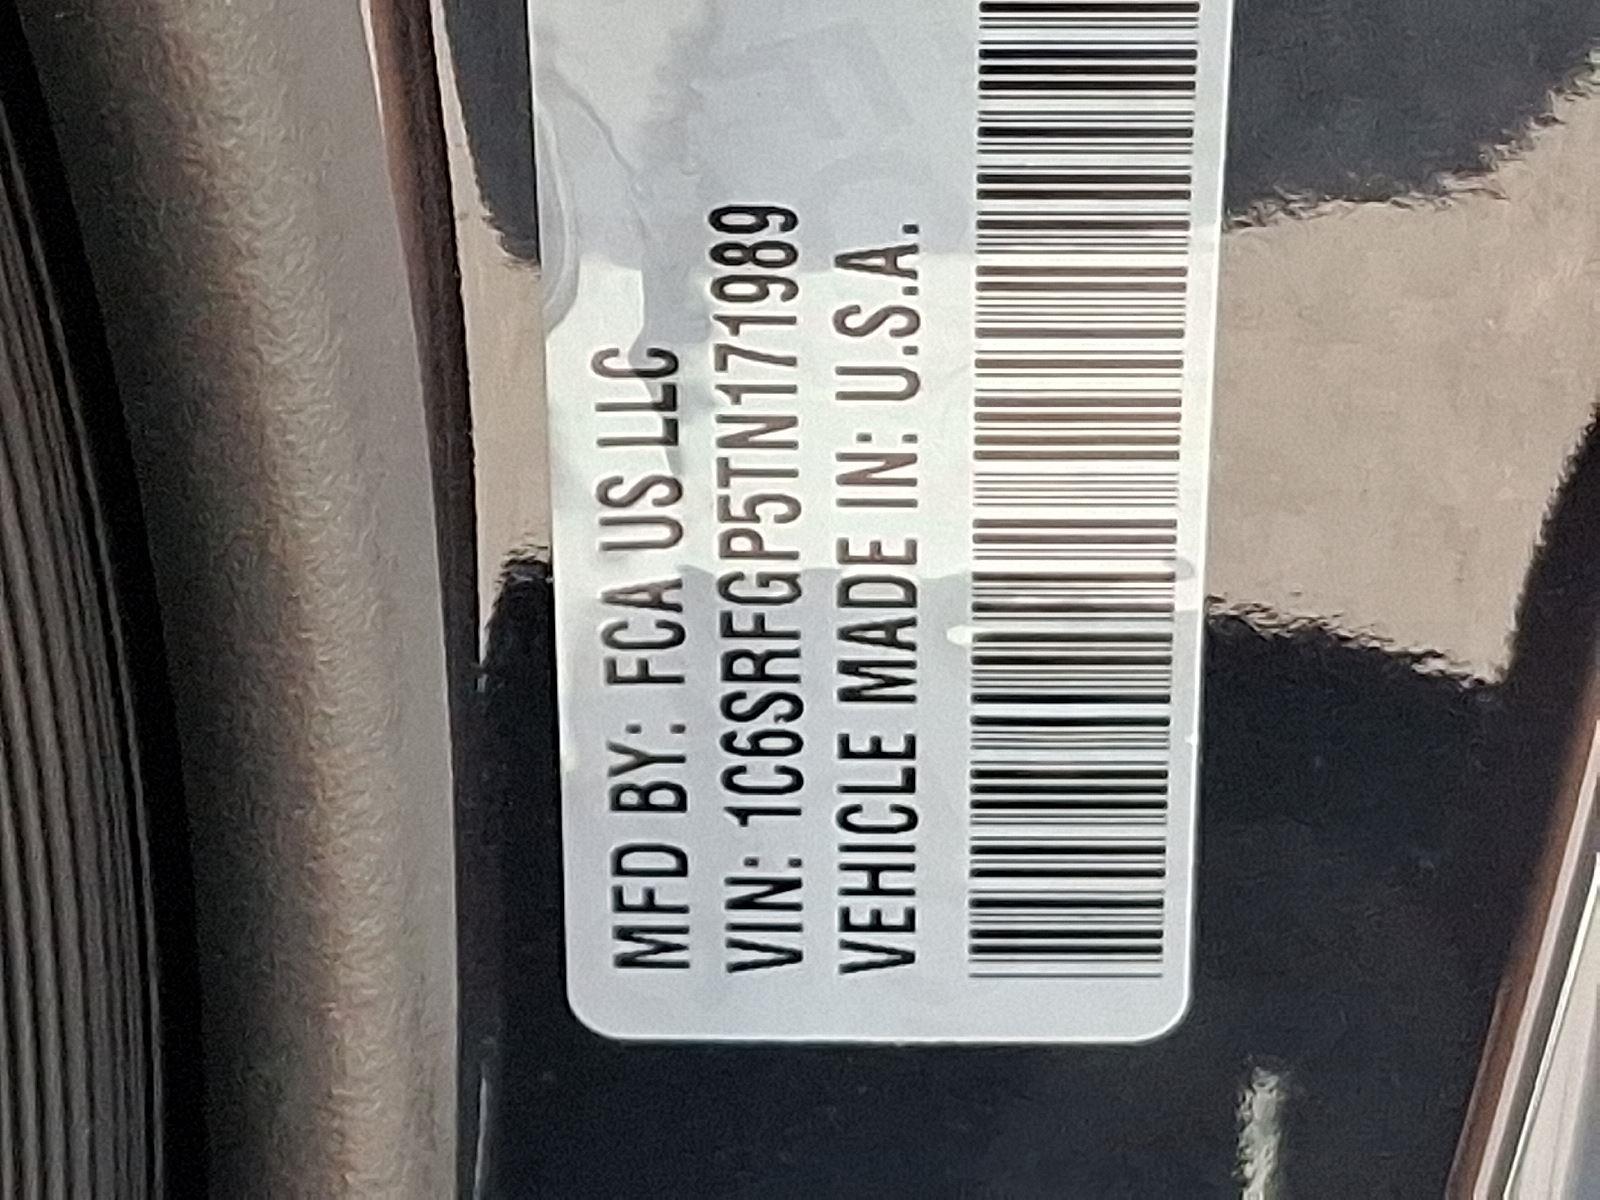 MFD BY: FCA US LLC
VIN: 1C6SRFGP5TN171989
VEHICLE MADE IN: U.S.A.